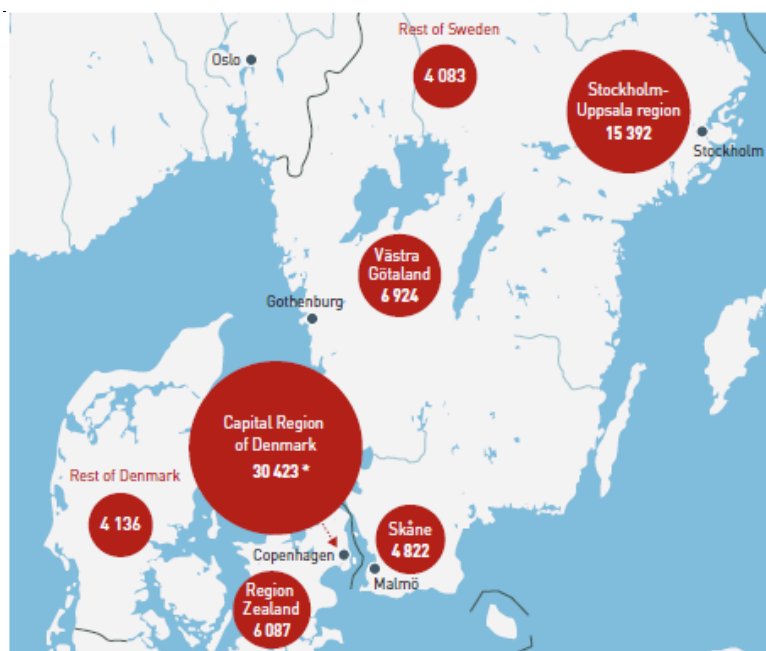 Rest of Sweden
4 083
Oslo
Stockholm-
Uppsala region
15 392
Stockholm
Västra
Götaland
6 924
Gothenburg
Capital Region
of Denmark
30 423 *
Rest of Denmark
4 136
Skåne
4 822
Copenhagen
Malmö
Region
Zealand
6 087